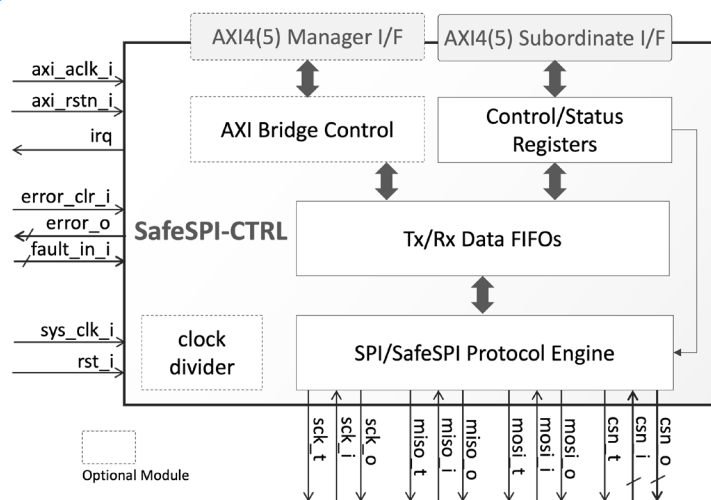 AXI4(5) Manager I/F
AXI4(5) Subordinate I/F
axi_aclk_i
axi_rstn_i
irq
AXI Bridge Control
Control/Status
Registers
error_clr_i
error_o
fault_in_i
SafeSPI-CTRL
Tx/Rx Data FIFOs
sys_clk_i
rst_i
clock
divider
SPI/SafeSPI Protocol Engine
sck_t
sck_i
sck_o
miso_t
miso_i
miso_o
mosi_t
mosi_i
mosi_o
csn_t
csn_i
csn_o
Optional Module